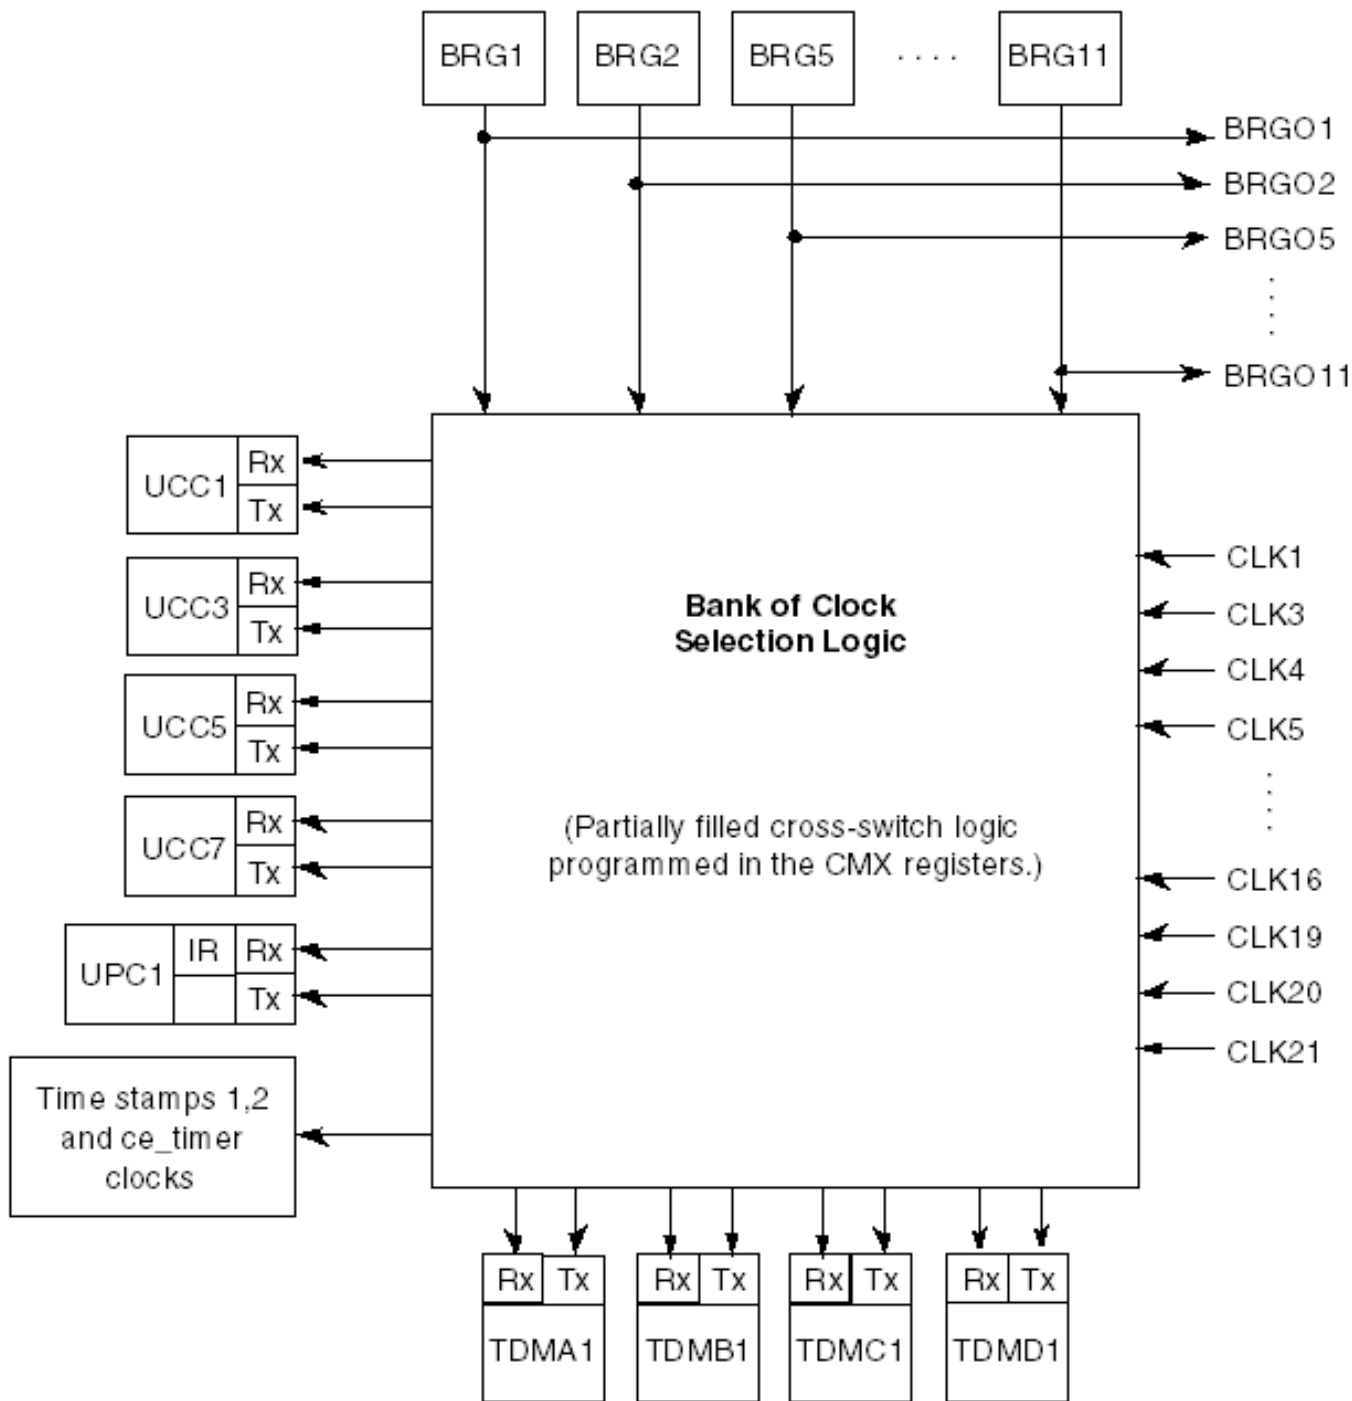 BRG1
BRG2
BRG5
. . . .
BRG11
BRGO1
BRGO2
BRGO5
. . . .
BRGO11
UCC1
Rx
Tx
UCC3
Rx
Tx
UCC5
Rx
Tx
UCC7
Rx
Tx
UPC1
IR
Rx
Tx
Time stamps 1,2
and ce_timer
clocks
Bank of Clock
Selection Logic
(Partially filled cross-switch logic
programmed in the CMX registers.)
CLK1
CLK3
CLK4
CLK5
. . . .
CLK16
CLK19
CLK20
CLK21
Rx
Tx
TDMA1
Rx
Tx
TDMB1
Rx
Tx
TDMC1
Rx
Tx
TDMD1